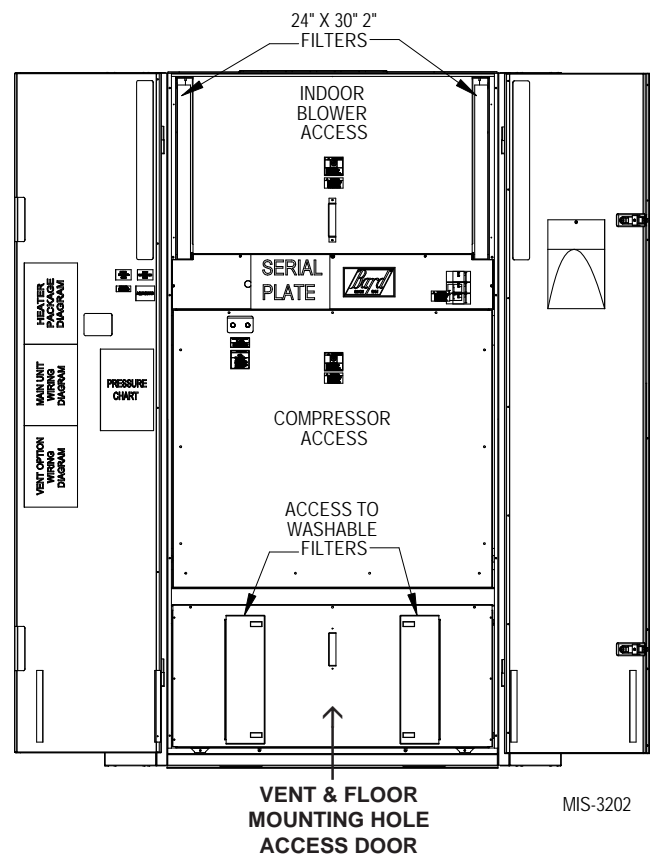 24" X 30" 2"
FILTERS
INDOOR
BLOWER
ACCESS
SERIAL
PLATE
Bard
HEATER
PACKAGE
DIAGRAM
MAIN UNIT
WIRING
DIAGRAM
VENT OPTION
WIRING
DIAGRAM
PRESSURE
CHART
COMPRESSOR
ACCESS
ACCESS TO
WASHABLE
FILTERS
VENT & FLOOR
MOUNTING HOLE
ACCESS DOOR
MIS-3202